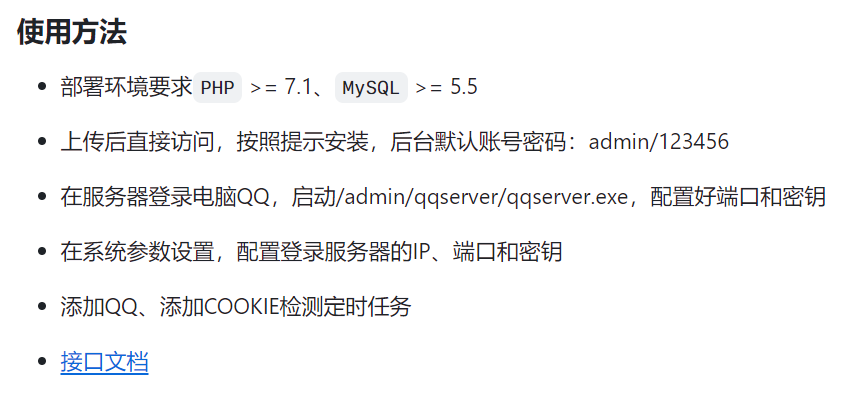 使用方法
部署环境要求 PHP >= 7.1、 MySQL >= 5.5
上传后直接访问，按照提示安装，后台默认账号密码：admin/123456
在服务器登录电脑QQ，启动/admin/qqserver/qqserver.exe，配置好端口和密钥
在系统参数设置，配置登录服务器的IP、端口和密钥
添加QQ、添加COOKIE检测定时任务
接口文档